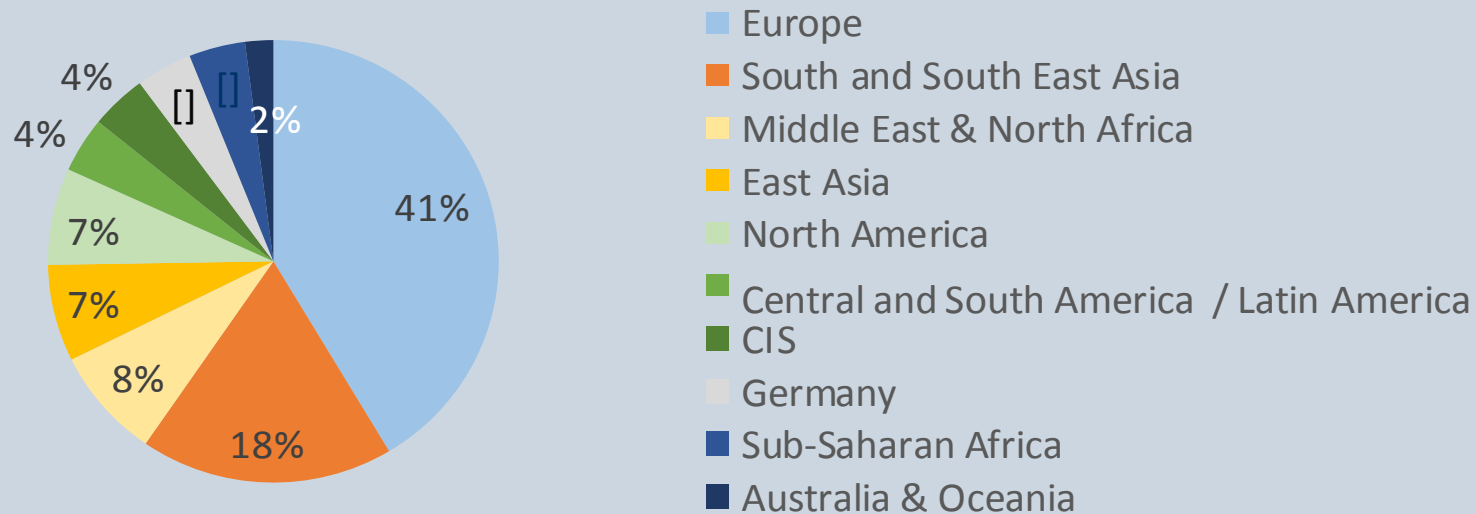 4%
4%
7%
7%
8%
18%
41%
2%
[]
[]
Europe
South and South East Asia
Middle East & North Africa
East Asia
North America
Central and South America / Latin America
CIS
Germany
Sub-Saharan Africa
Australia & Oceania